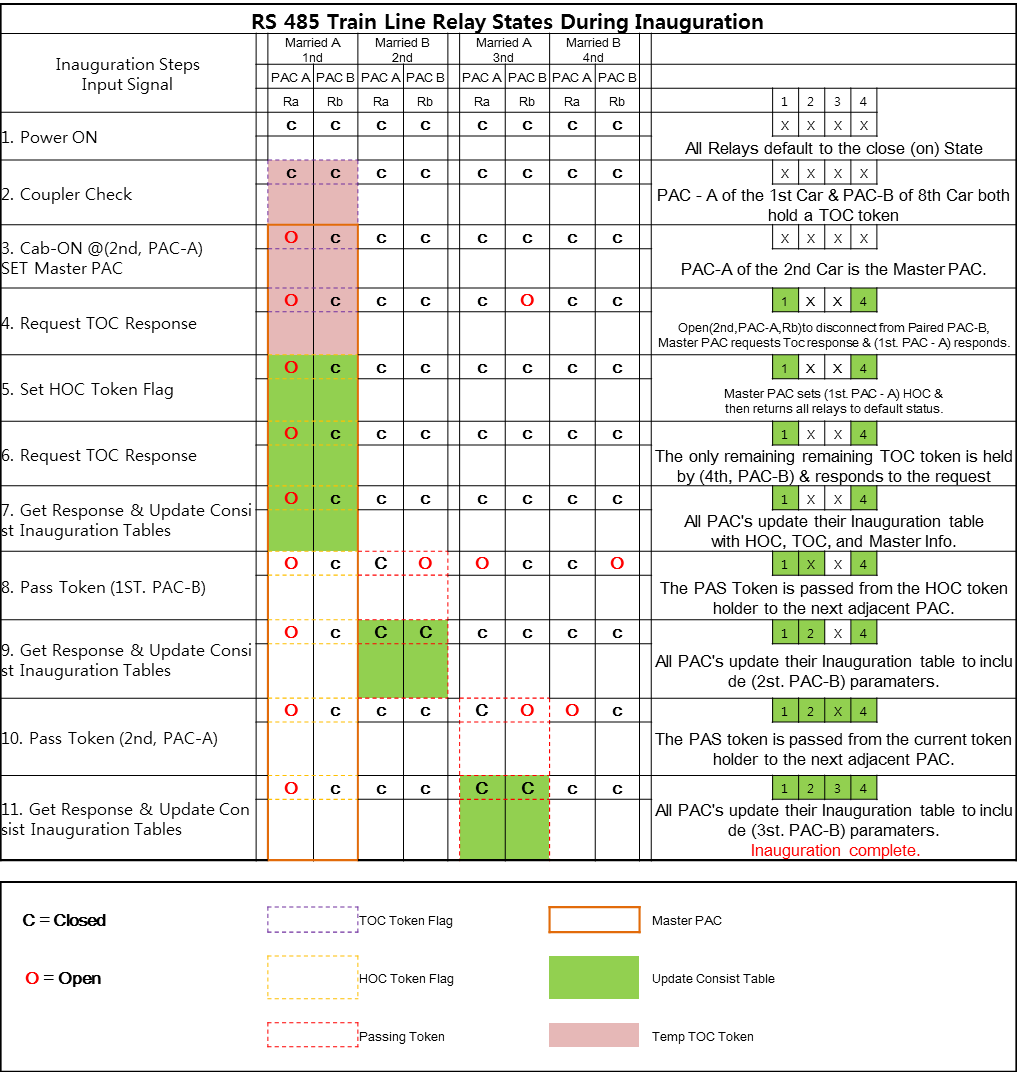 RS 485 Train Line Relay States During Inauguration
Inauguration Steps
Input Signal
Married A
1nd
Married B
2nd
Married A
3nd
Married B
4nd
PAC A PAC B PAC A PAC B PAC A PAC B PAC A PAC B
Ra Rb Ra Rb Ra Rb Ra Rb 1 2 3 4
1. Power ON
C C C C C C C C X X X X
All Relays default to the close (on) State
2. Coupler Check
C C C C C C C C X X X X
PAC - A of the 1st Car & PAC-B of 8th Car both
hold a TOC token
3. Cab-ON @(2nd, PAC-A)
SET Master PAC
O C C C C C C C X X X X
PAC-A of the 2nd Car is the Master PAC.
4. Request TOC Response
O C C C C O C C 1 X X 4
Open(2nd,PAC-A,Rb)to disconnect from Paired PAC-B,
Master PAC requests Toc response & (1st. PAC - A) responds.
5. Set HOC Token Flag
O C C C C C C C 1 X X 4
Master PAC sets (1st. PAC - A) HOC &
then returns all relays to default status.
6. Request TOC Response
O C C C C C C C 1 X X 4
The only remaining remaining TOC token is held
by (4th, PAC-B) & responds to the request
7. Get Response & Update Consi
st Inauguration Tables
O C C C C C C C 1 X X 4
All PAC's update their Inauguration table
with HOC, TOC, and Master Info.
8. Pass Token (1ST. PAC-B)
O C C O O C C O 1 X X 4
The PAS Token is passed from the HOC token
holder to the next adjacent PAC.
9. Get Response & Update Consi
st Inauguration Tables
O C C C C C C C 1 2 X 4
All PAC's update their Inauguration table to inclu
de (2st. PAC-B) paramaters.
10. Pass Token (2nd, PAC-A)
O C C C C O O C 1 2 X 4
The PAS token is passed from the current token
holder to the next adjacent PAC.
11. Get Response & Update Con
sist Inauguration Tables
O C C C C C C C 1 2 3 4
All PAC's update their Inauguration table to inclu
de (3st. PAC-B) paramaters.
Inauguration complete.
C = Closed
TOC Token Flag
Master PAC
O = Open
HOC Token Flag
Update Consist Table
Passing Token
Temp TOC Token